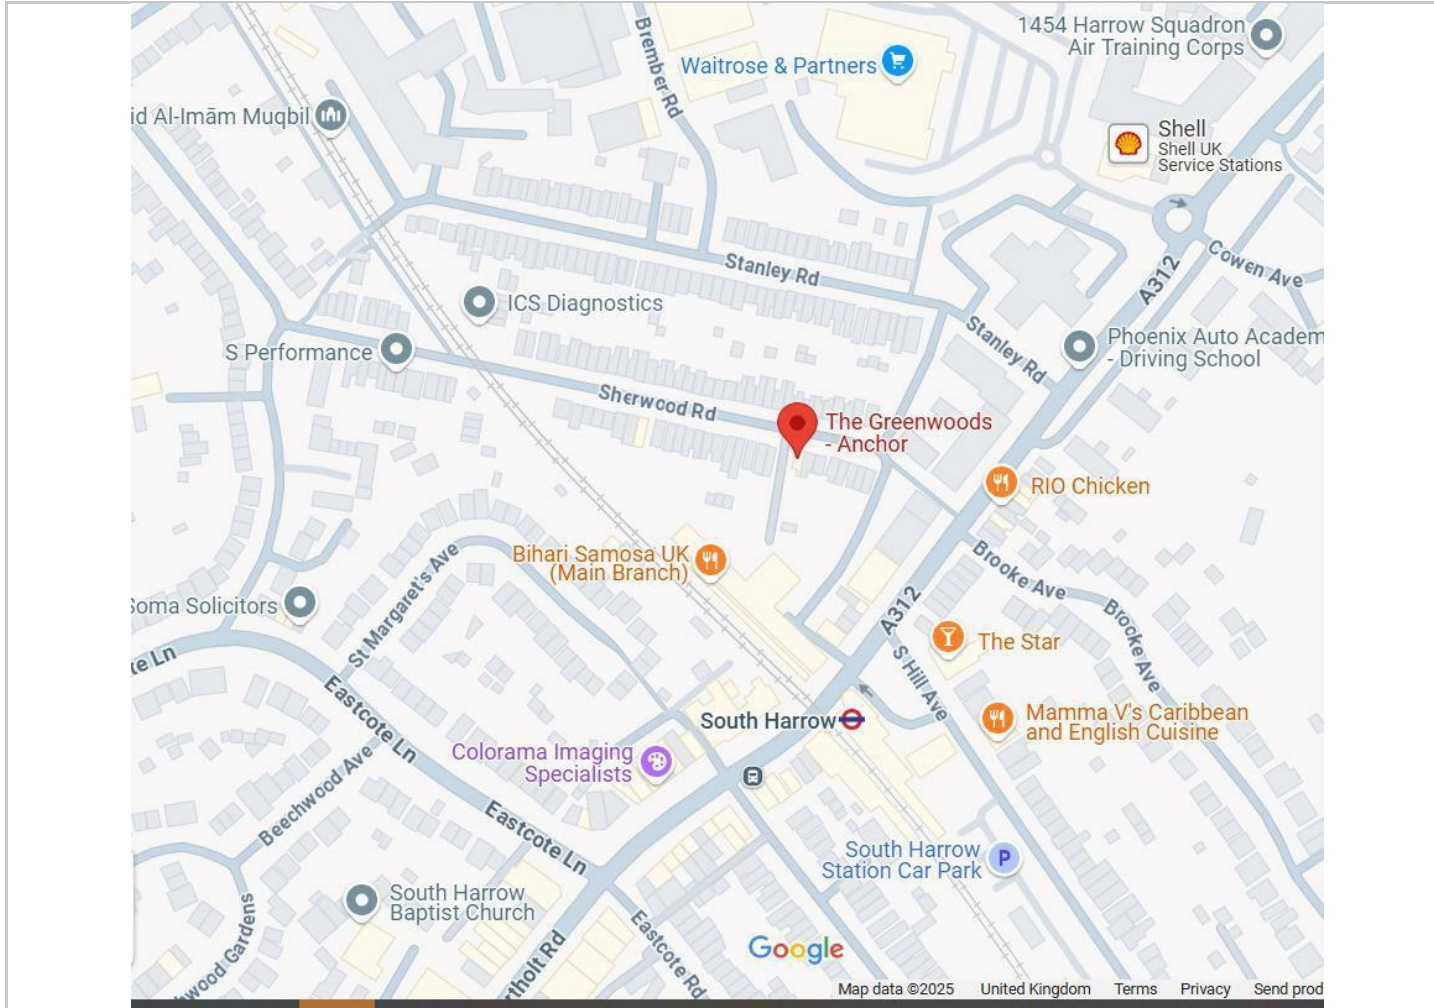 1454 Harrow Squadron
Air Training Corps
Brember Rd
Waitrose & Partners
id Al-Imām Muqbil
Shell
Shell UK
Service Stations
Cowen Ave
A312
Stanley Rd
ICS Diagnostics
Stanley Rd
Phoenix Auto Academ
- Driving School
S Performance
Sherwood Rd
The Greenwoods
- Anchor
RIO Chicken
Bihari Samosa UK
(Main Branch)
Brooke Ave
St Margaret's Ave
Soma Solicitors
A312
Brooke Ave
The Star
te Ln
S Hill Ave
Eastcote Ln
South Harrow
Mamma V's Caribbean
and English Cuisine
Colorama Imaging
Specialists
Beechwood Ave
Eastcote Ln
South Harrow
Station Car Park
P
South Harrow
Baptist Church
hwood Gardens
Eastcote Rd
rtholt Rd
Google
Map data ©2025 United Kingdom Terms Privacy Send prod